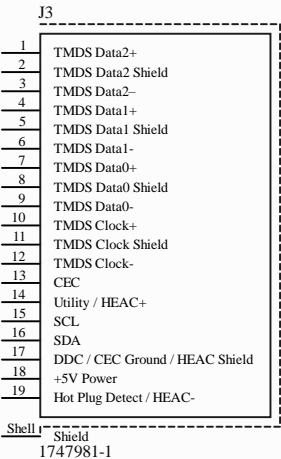 J3
1 TMDS Data2+
2 TMDS Data2 Shield
3 TMDS Data2–
4 TMDS Data1+
5 TMDS Data1 Shield
6 TMDS Data1-
7 TMDS Data0+
8 TMDS Data0 Shield
9 TMDS Data0-
10 TMDS Clock+
11 TMDS Clock Shield
12 TMDS Clock-
13 CEC
14 Utility / HEAC+
15 SCL
16 SDA
17 DDC / CEC Ground / HEAC Shield
18 +5V Power
19 Hot Plug Detect / HEAC-
Shell Shield
1747981-1